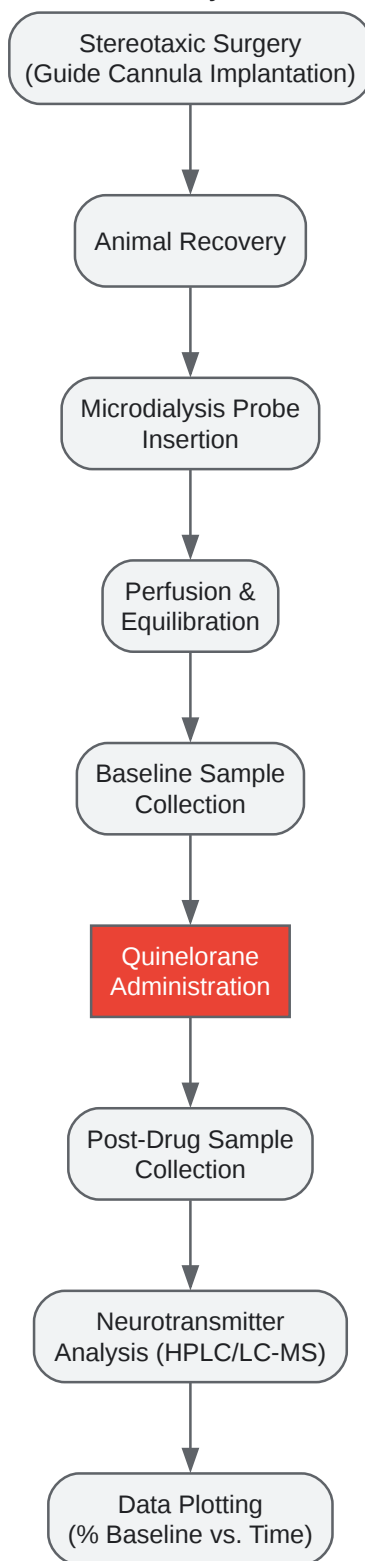 Stereotaxic Surgery
(Guide Cannula Implantation)
Animal Recovery
Microdialysis Probe
Insertion
Perfusion &
Equilibration
Baseline Sample
Collection
Quinelorane
Administration
Post-Drug Sample
Collection
Neurotransmitter
Analysis (HPLC/LC-MS)
Data Plotting
(% Baseline vs. Time)